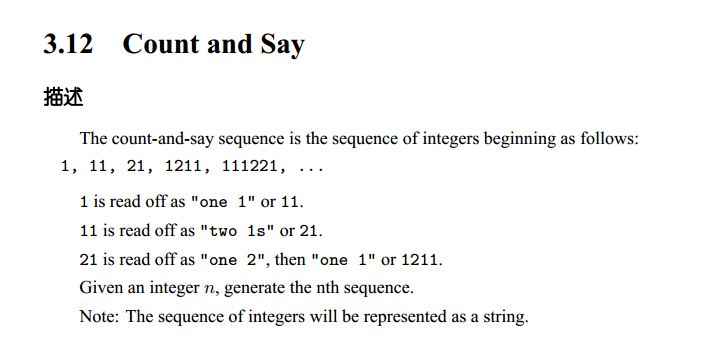 3.12 Count and Say
描述
The count-and-say sequence is the sequence of integers beginning as follows:
1, 11, 21, 1211, 111221, ...
1 is read off as "one 1" or 11.
11 is read off as "two 1s" or 21.
21 is read off as "one 2", then "one 1" or 1211.
Given an integer n, generate the nth sequence.
Note: The sequence of integers will be represented as a string.